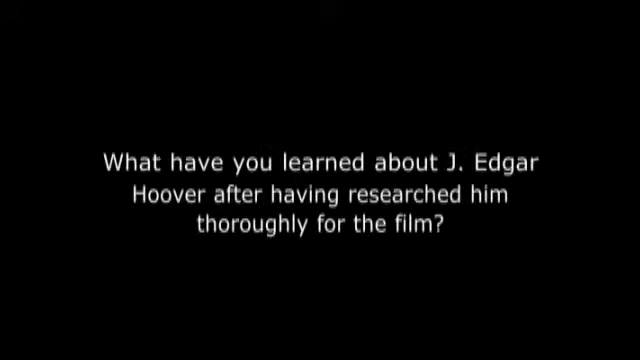 What have you learned about J. Edgar
Hoover after having researched him
thoroughly for the film?